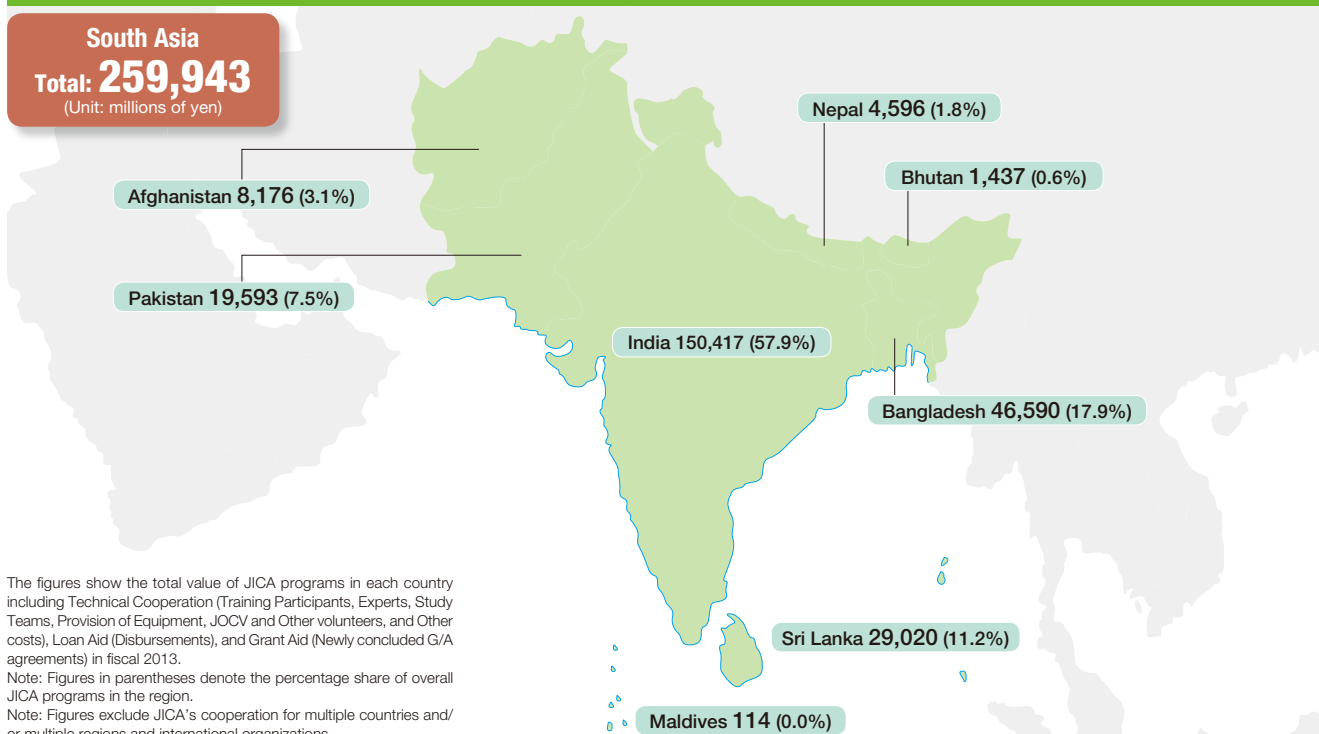 South Asia
Total: 259,943
(Unit: millions of yen)
Nepal 4,596 (1.8%)
Bhutan 1,437 (0.6%)
Afghanistan 8,176 (3.1%)
Pakistan 19,593 (7.5%)
India 150,417 (57.9%)
Bangladesh 46,590 (17.9%)
Sri Lanka 29,020 (11.2%)
Maldives 114 (0.0%)
The figures show the total value of JICA programs in each country
including Technical Cooperation (Training Participants, Experts, Study
Teams, Provision of Equipment, JOCV and Other volunteers, and Other
costs), Loan Aid (Disbursements), and Grant Aid (Newly concluded G/A
agreements) in fiscal 2013.
Note: Figures in parentheses denote the percentage share of overall
JICA programs in the region.
Note: Figures exclude JICA's cooperation for multiple countries and/
or multiple regions and international organizations.